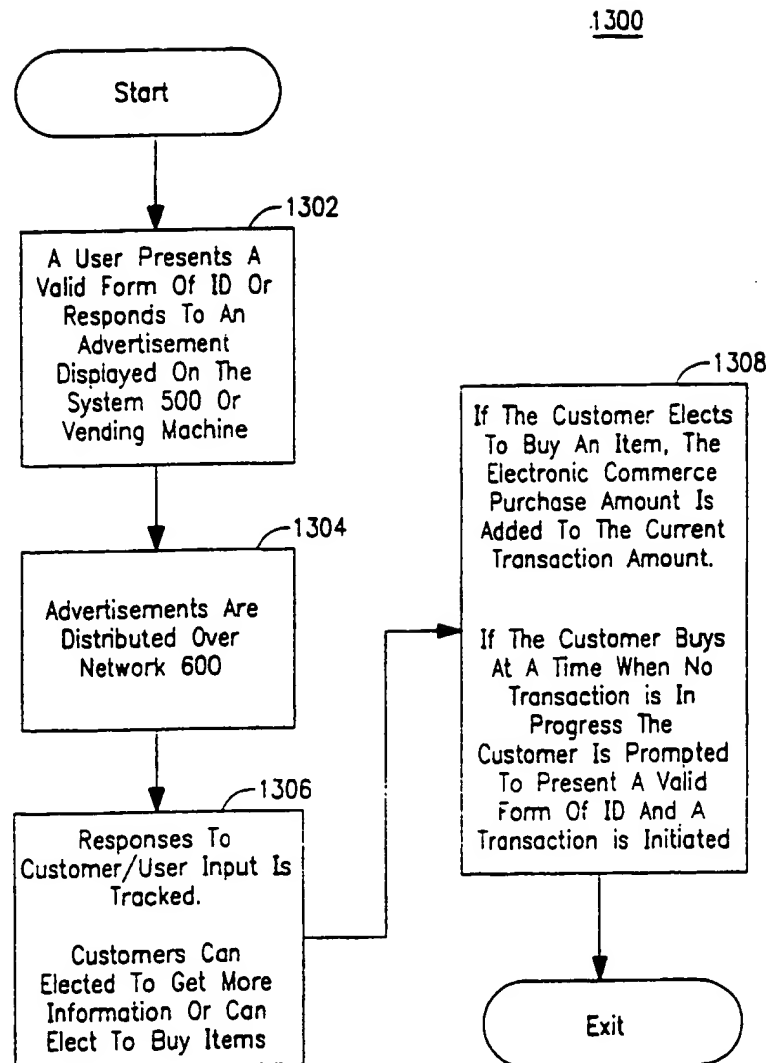 1300
Start
1302
A User Presents A
Valid Form Of ID Or
Responds To An
Advertisement
Displayed On The
System 500 Or
Vending Machine
1304
Advertisements Are
Distributed Over
Network 600
1306
Responses To
Customer/User Input Is
Tracked.
Customers Can
Elected To Get More
Information Or Can
Elect To Buy Items
1308
If The Customer Elects
To Buy An Item, The
Electronic Commerce
Purchase Amount Is
Added To The Current
Transaction Amount.
If The Customer Buys
At A Time When No
Transaction is In
Progress The
Customer Is Prompted
To Present A Valid
Form Of ID And A
Transaction is Initiated
Exit